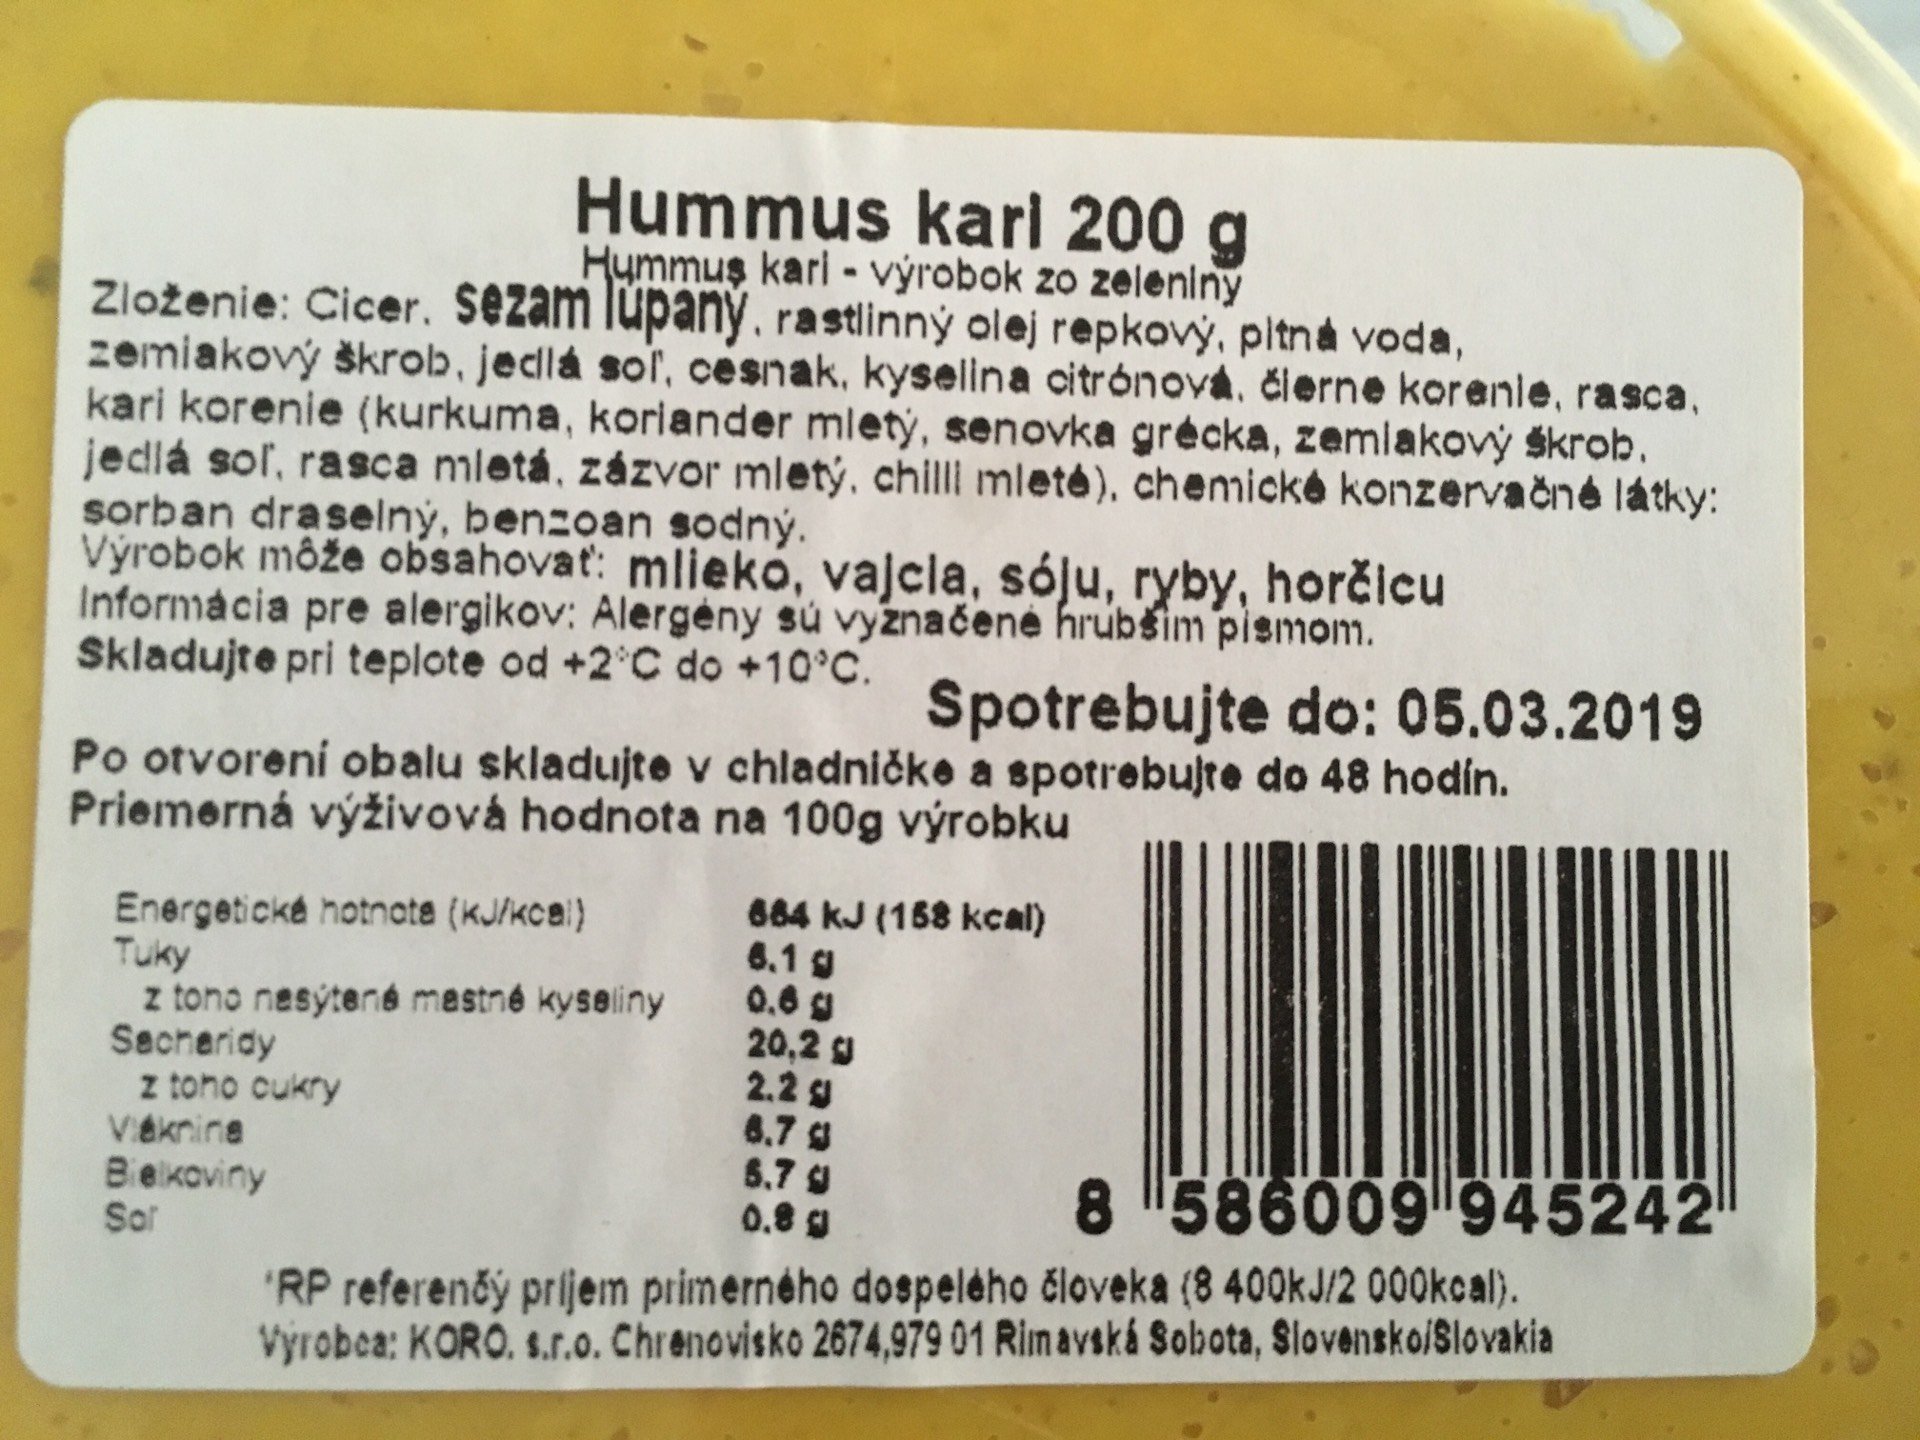 Hummus kari 200 g
Hummus kari - výrobok zo zeleniny
Zloženie: Cicer, sezam lúpaný, rastlinný olej repkový, pitná voda,
zemiakový škrob, jedlá soľ, cesnak, kyselina citrónová, čierne korenie, rasca,
kari korenie (kurkuma, koriander mletý, senovka grécka, zemiakový škrob,
jedlá soľ, rasca mletá, zázvor mletý, chilli mleté), chemické konzervačné látky:
sorban draselný, benzoan sodný.
Výrobok môže obsahovať: mlieko, vajcia, sóju, ryby, horčicu
Informácia pre alergikov: Alergény sú vyznačené hrubším písmom.
Skladujte pri teplote od +2°C do +10°C.
Spotrebujte do: 05.03.2019
Po otvorení obalu skladujte v chladničke a spotrebujte do 48 hodín.
Priemerná výživová hodnota na 100g výrobku
Energetická hotnota (kJ/kcal) 664 kJ (158 kcal)
Tuky 6.1 g
z toho nasýtené mastné kyseliny 0.6 g
Sacharidy 20,2 g
z toho cukry 2.2 g
Vláknina 6.7 g
Bielkoviny g
Soľ 0.8 g
8 586009 945242
*RP referenčý príjem primerného dospelého človeka (8 400kJ/2 000kcal).
Výrobca: KORO, s.r.o. Chrenovisko 2674,979 01 Rimavská Sobota, Slovensko/Slovakia